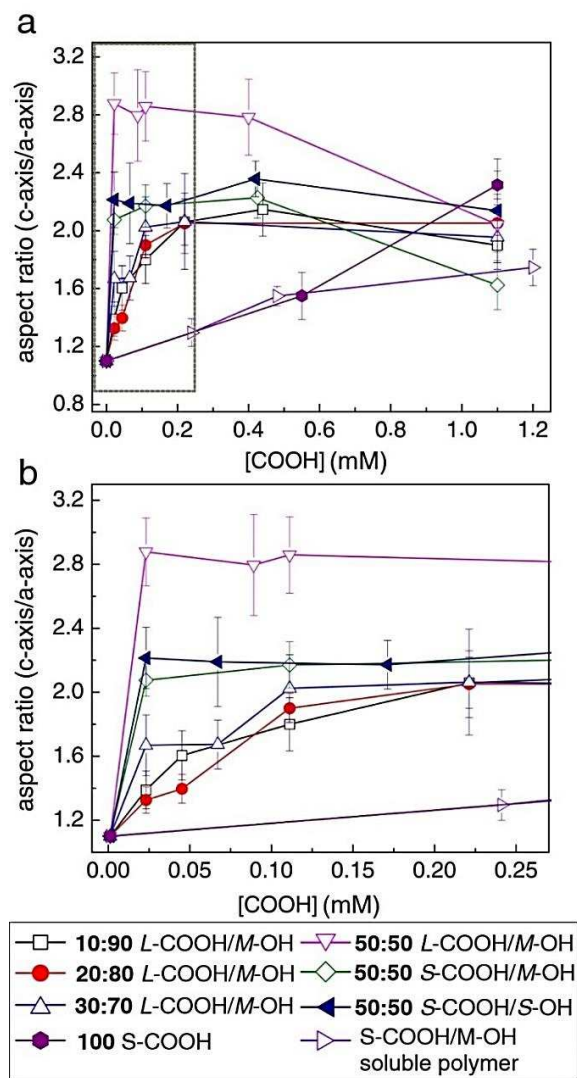 a
3.2
2.8
2.4
2.0
1.6
1.2
0.8
aspect ratio (c-axis/a-axis)
0.0 0.2 0.4 0.6 0.8 1.0 1.2
[COOH] (mM)
b
3.2
2.8
2.4
2.0
1.6
1.2
aspect ratio (c-axis/a-axis)
0.00 0.05 0.10 0.15 0.20 0.25
[COOH] (mM)
10:90 L-COOH/M-OH
20:80 L-COOH/M-OH
30:70 L-COOH/M-OH
100 S-COOH
50:50 L-COOH/M-OH
50:50 S-COOH/M-OH
50:50 S-COOH/S-OH
S-COOH/M-OH
soluble polymer